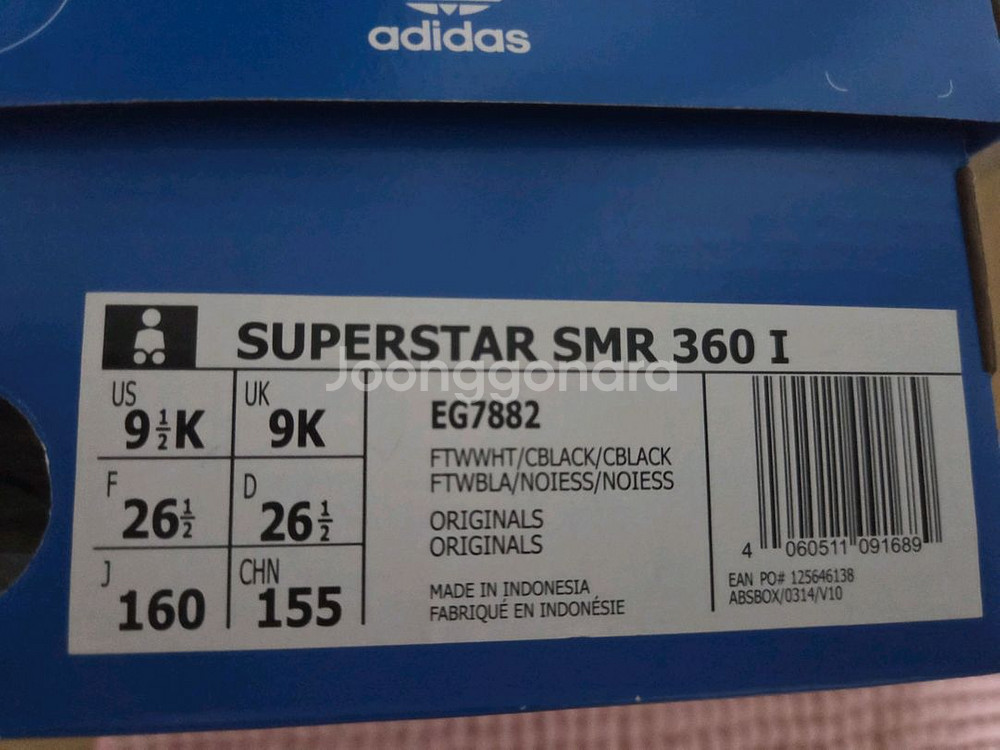 adidas
SUPERSTAR SMR 360 I
Joonggonara
US
9 ½K
UK
9K
F
26½
D
26½
J
160
CHN
155
EG7882
FTWWHT/CBLACK/CBLACK
FTWBLA/NOIESS/NOIESS
ORIGINALS
ORIGINALS
MADE IN INDONESIA
FABRIQUÉ EN INDONÉSIE
4 060511 091689
EAN PO# 125646138
ABSBOX/0314/V10